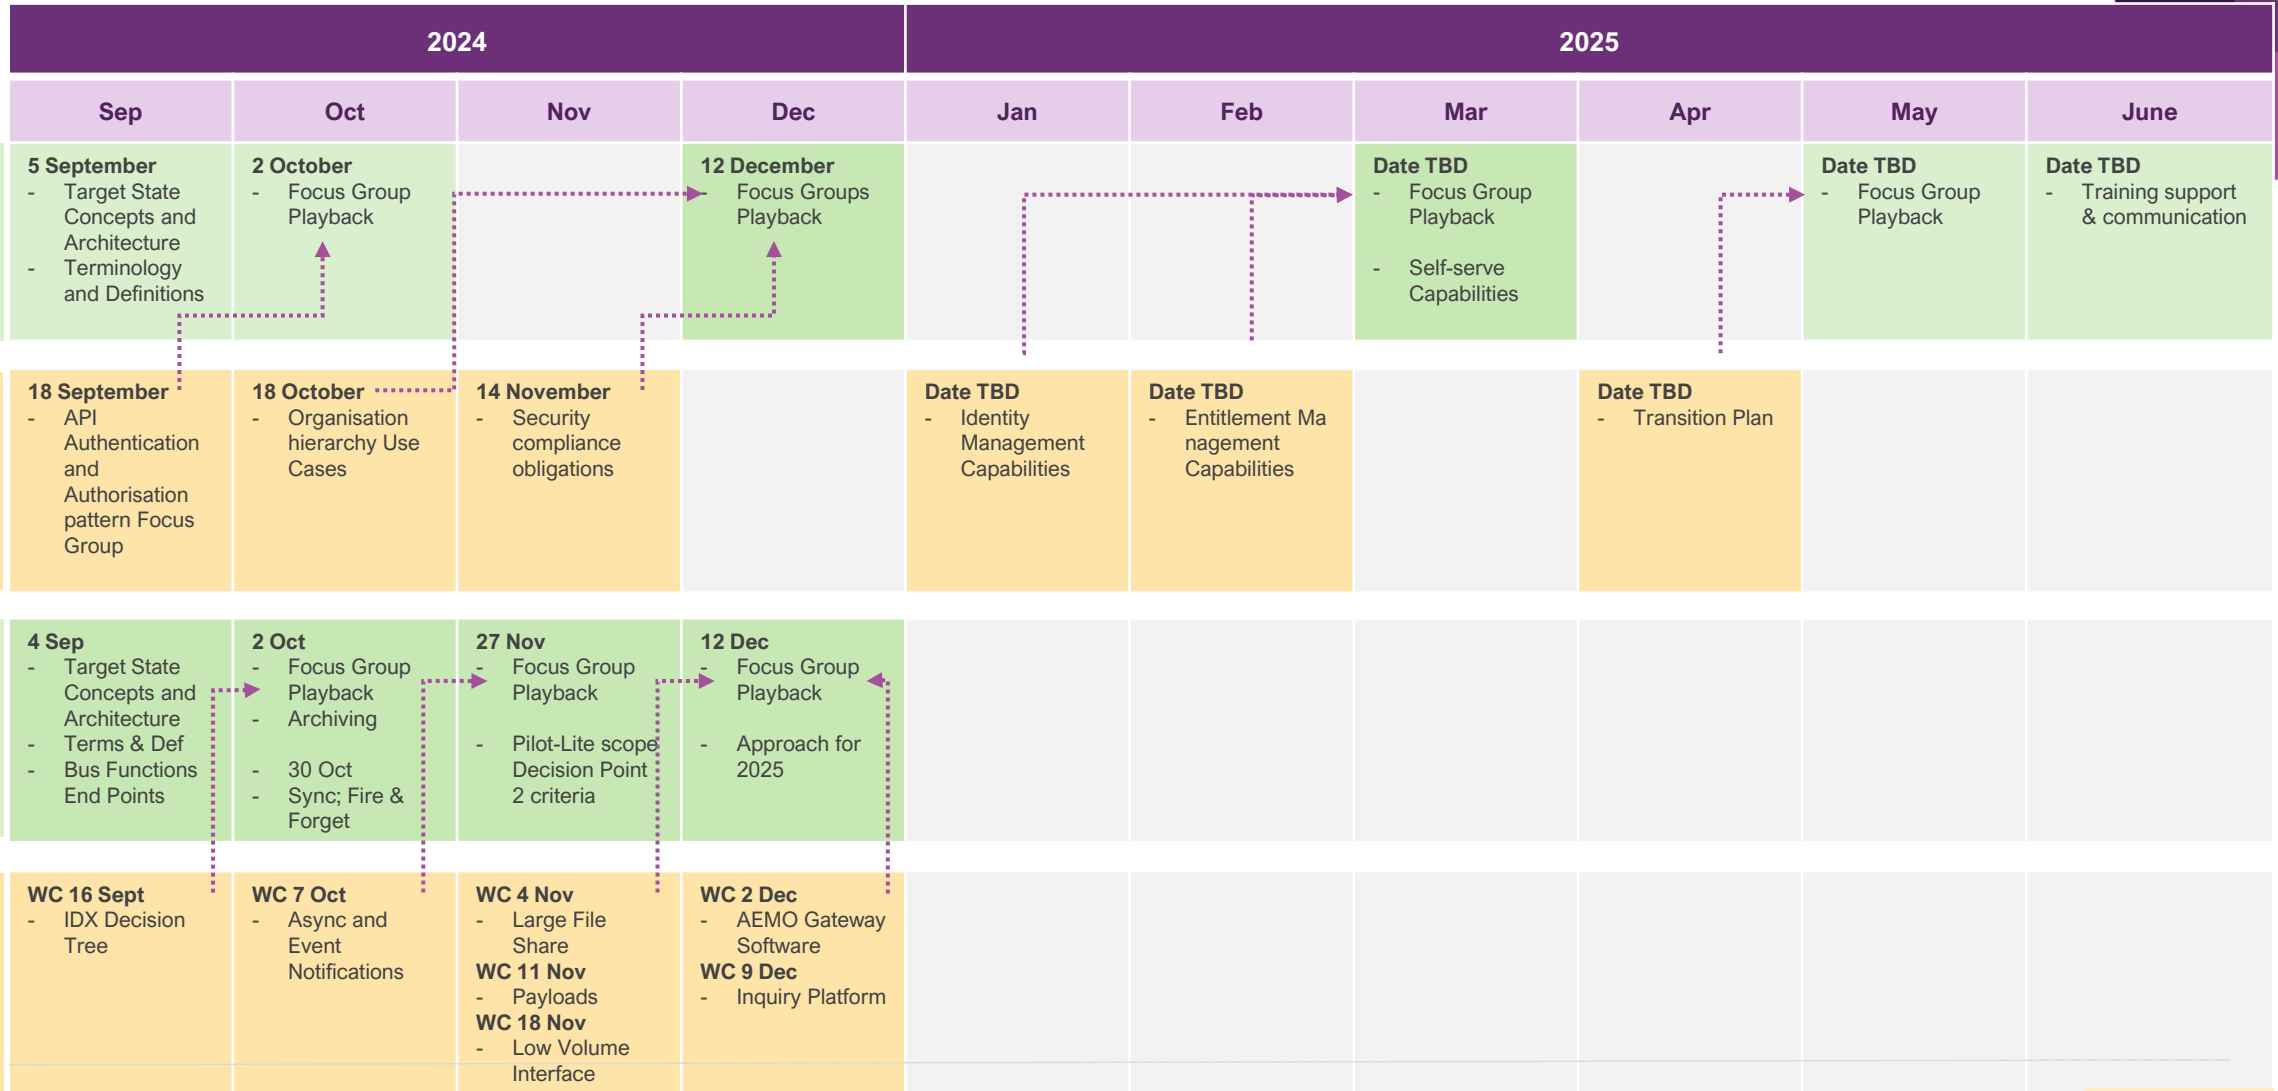 2024
2025
Sep
Oct
Nov
Dec
Jan
Feb
Mar
Apr
May
June
5 September
- Target State
Concepts and
Architecture
- Terminology
and Definitions
2 October
- Focus Group
Playback
12 December
- Focus Groups
Playback
Date TBD
- Focus Group
Playback
- Self-serve
Capabilities
Date TBD
- Focus Group
Playback
Date TBD
- Training support
& communication
18 September
- API
Authentication
and
Authorisation
pattern Focus
Group
18 October
- Organisation
hierarchy Use
Cases
14 November
- Security
compliance
obligations
Date TBD
- Identity
Management
Capabilities
Date TBD
- Entitlement Ma
nagement
Capabilities
Date TBD
- Transition Plan
4 Sep
- Target State
Concepts and
Architecture
- Terms & Def
- Bus Functions
End Points
2 Oct
- Focus Group
Playback
- Archiving
- 30 Oct
- Sync; Fire &
Forget
27 Nov
- Focus Group
Playback
- Pilot-Lite scope
Decision Point
2 criteria
12 Dec
- Focus Group
Playback
- Approach for
2025
WC 16 Sept
- IDX Decision
Tree
WC 7 Oct
- Async and
Event
Notifications
WC 4 Nov
- Large File
Share
WC 11 Nov
- Payloads
WC 18 Nov
- Low Volume
Interface
WC 2 Dec
- AEMO Gateway
Software
WC 9 Dec
- Inquiry Platform